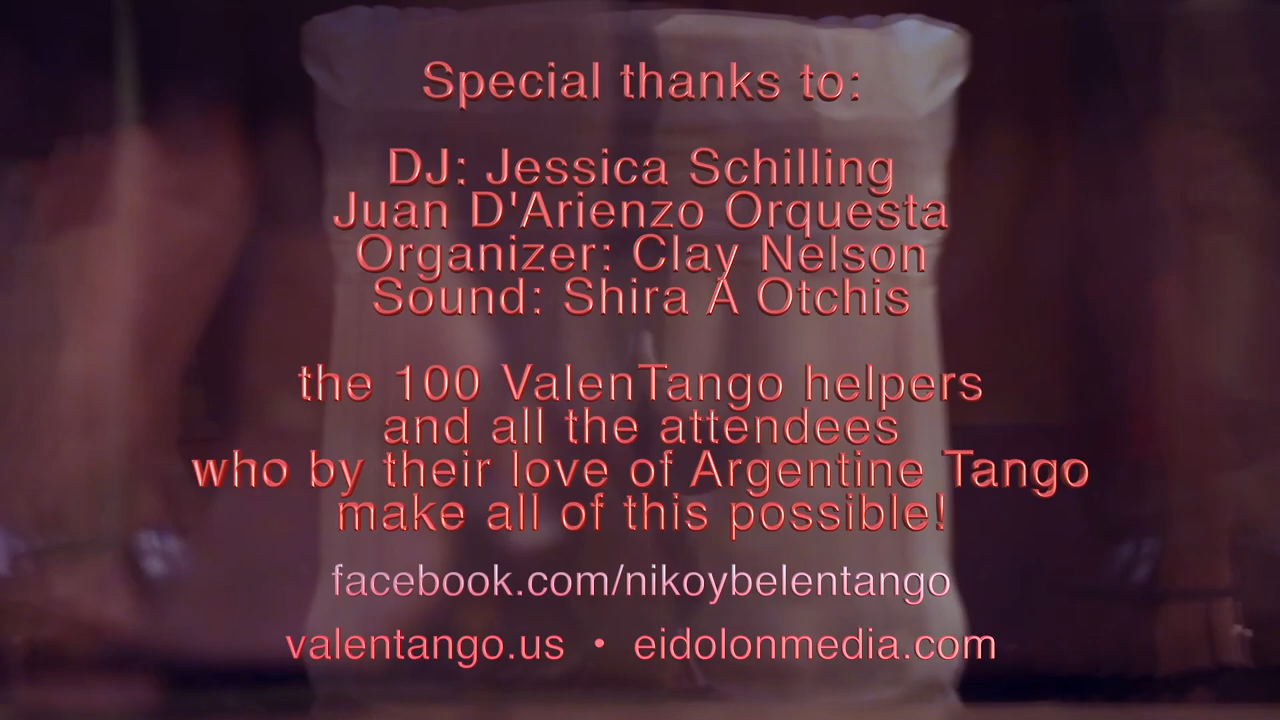 Special thanks to:
DJ: Jessica Schilling
Juan D'Arienzo Orquesta
Organizer: Clay Nelson
Sound: Shira A Otchis
the 100 ValenTango helpers
and all the attendees
who by their love of Argentine Tango
make all of this possible!
facebook.com/nikoybelentango
valentango.us • eidolonmedia.com